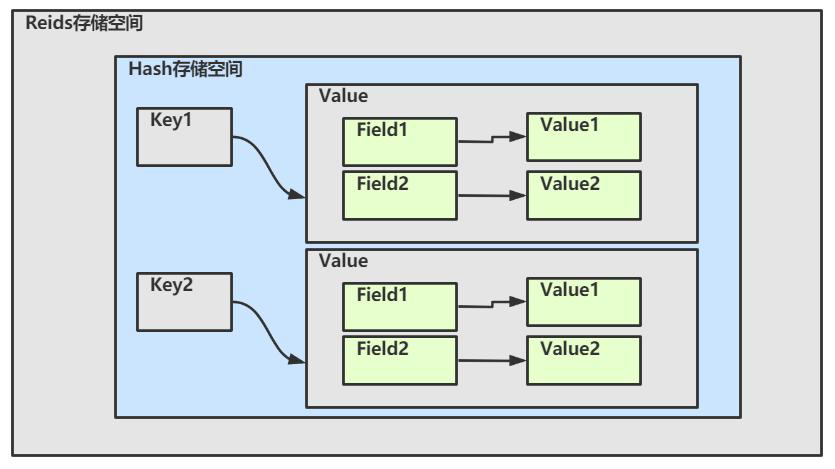 Reids存储空间
Hash存储空间
Key1
Value
Field1
Value1
Field2
Value2
Key2
Value
Field1
Value1
Field2
Value2